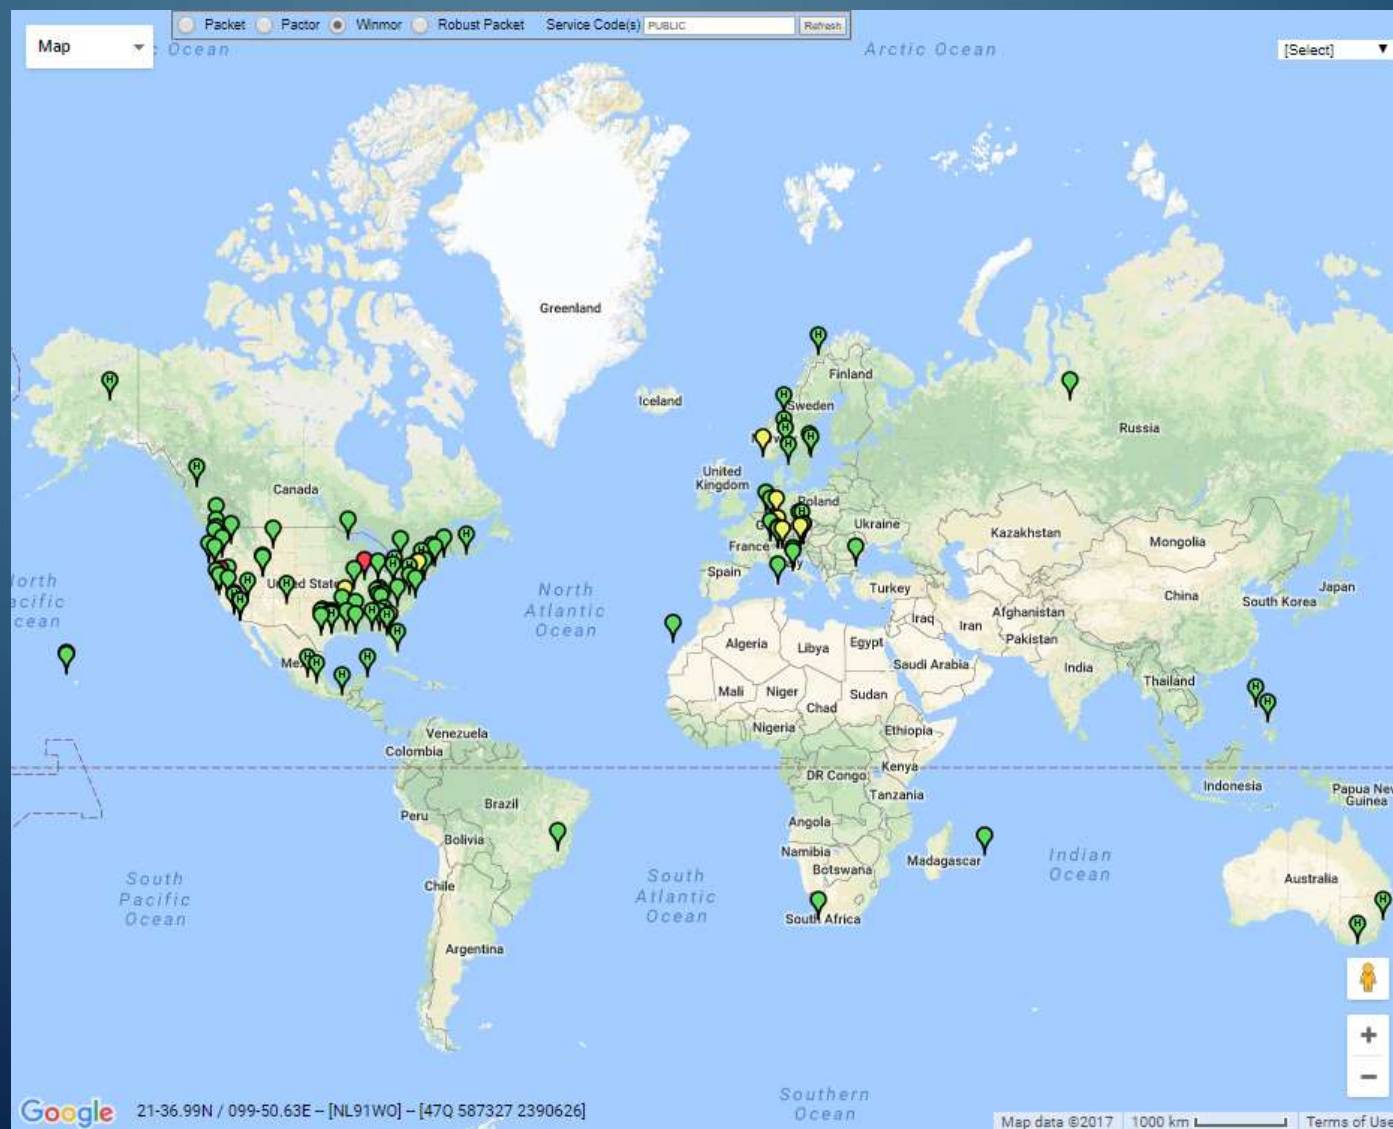 Packet Pactor Winmor Robust Packet Service Code(s) PUBLIC Refresh
Map
Ocean
Arctic Ocean
[Select]
Greenland
Finland
Iceland
Sweden
Russia
United
Kingdom
Canada
Poland
Ukraine
Kazakhstan
Mongolia
France
Spain
North
Pacific
Ocean
United States
North
Atlantic
Ocean
Turkey
China
South Korea
Japan
Iraq
Iran
Afghanistan
Pakistan
Algeria
Libya
Egypt
Saudi Arabia
India
Thailand
Mali
Niger
Chad
Sudan
Nigeria
Ethiopia
Venezuela
Colombia
DR Congo
Kenya
Tanzania
Indonesia
Papua New
Guinea
Brazil
Peru
Bolivia
Angola
Namibia
Botswana
Madagascar
Indian
Ocean
Australia
South
Pacific
Ocean
Chile
South
Atlantic
Ocean
South Africa
Argentina
Southern
Ocean
Google
21-36.99N / 099-50.63E – [NL91WO] – [47Q 587327 2390626]
Map data ©2017 1000 km Terms of Use